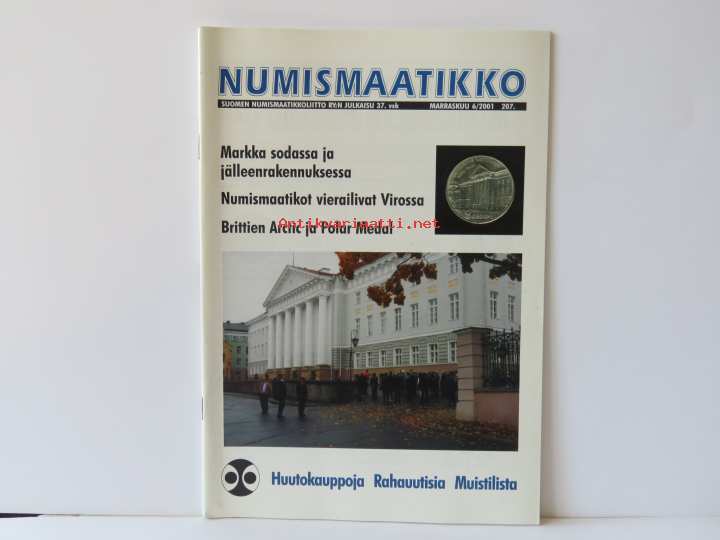 NUMISMAATIKKO
SUOMEN NUMISMAATIKKOLIITTO RY:N JULKAISU 37. vsk MARRASKUU 6/2001 207.
Markka sodassa ja
jälleenrakennuksessa
Numismaatikot vierailivat Virossa
Antikvariaatti.net
Brittien Arctic ja Polar Medal
Huutokauppoja Rahauutisia Muistilista